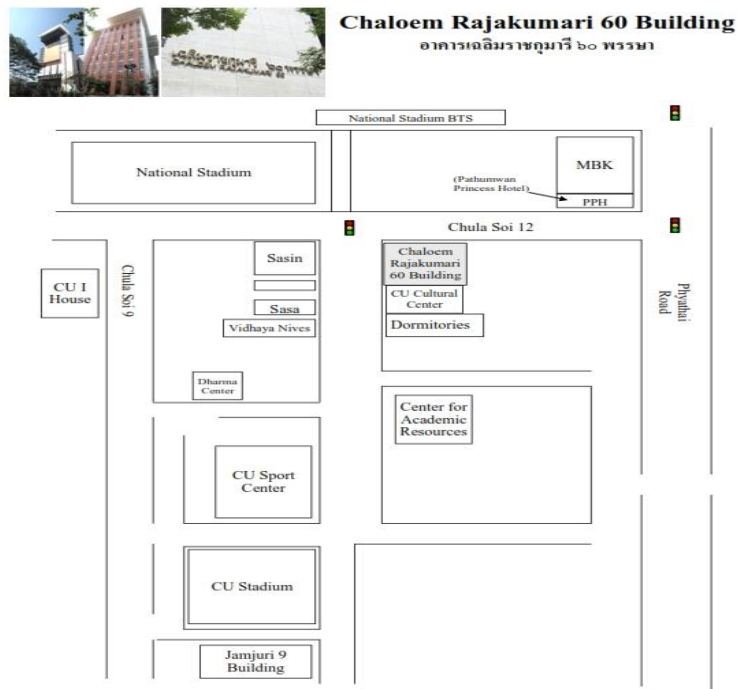 Chaloem Rajakumari 60 Building
อาคารเฉลิมราชกุมารี ๖๐ พรรษา
National Stadium BTS
National Stadium
MBK
(Pathumwan
Princess Hotel)
PPH
Chula Soi 12
Sasin
Chaloem
Rajakumari
60 Building
CU I
House
Chula Soi 9
CU Cultural
Center
Phyathai
Road
Sasa
Vidhaya Nives
Dormitories
Dharma
Center
Center for
Academic
Resources
CU Sport
Center
CU Stadium
Jamjuri 9
Building